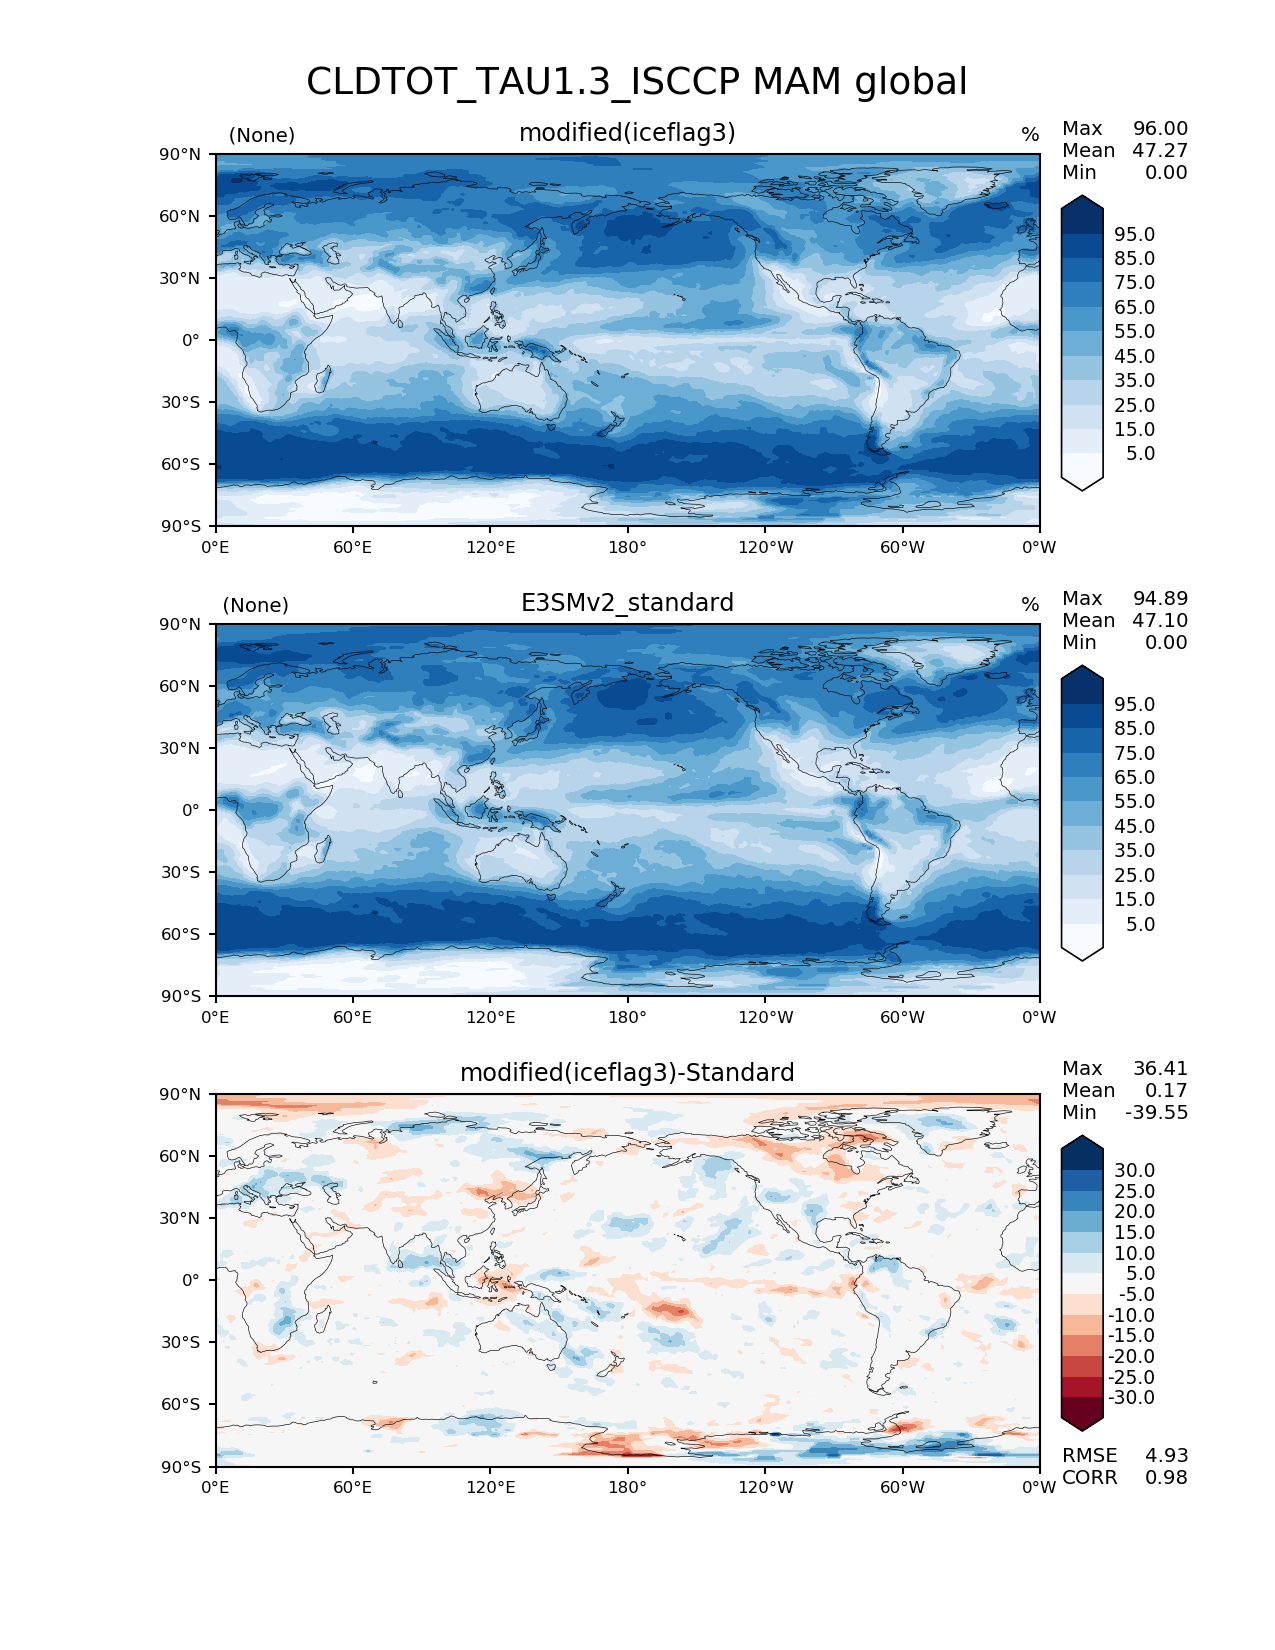 CLDTOT_TAU1.3_ISCCP MAM global
(None) modified(iceflag3) %
Max 96.00
Mean 47.27
Min 0.00
90°N
60°N
30°N
0°
30°S
60°S
90°S
0°E 60°E 120°E 180° 120°W 60°W 0°W
95.0
85.0
75.0
65.0
55.0
45.0
35.0
25.0
15.0
5.0
(None) E3SMv2_standard %
Max 94.89
Mean 47.10
Min 0.00
90°N
60°N
30°N
0°
30°S
60°S
90°S
0°E 60°E 120°E 180° 120°W 60°W 0°W
95.0
85.0
75.0
65.0
55.0
45.0
35.0
25.0
15.0
5.0
modified(iceflag3)-Standard
Max 36.41
Mean 0.17
Min -39.55
90°N
60°N
30°N
0°
30°S
60°S
90°S
0°E 60°E 120°E 180° 120°W 60°W 0°W
30.0
25.0
20.0
15.0
10.0
5.0
-5.0
-10.0
-15.0
-20.0
-25.0
-30.0
RMSE 4.93
CORR 0.98